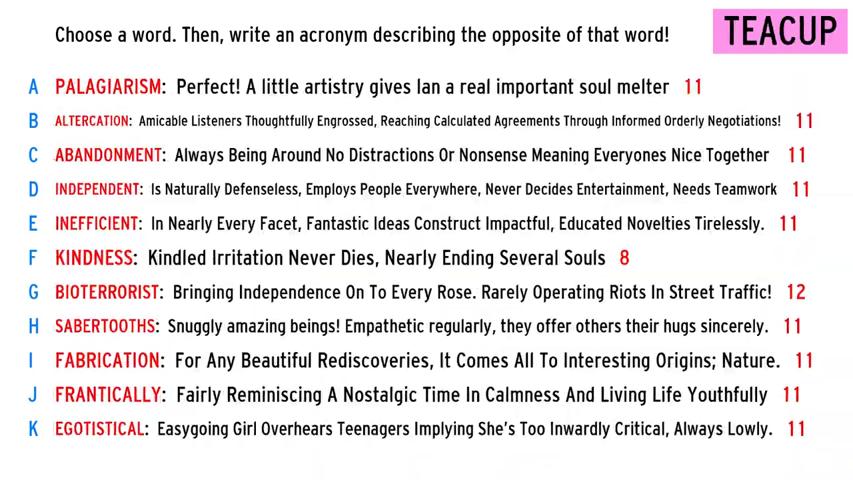 Choose a word. Then, write an acronym describing the opposite of that word!
TEACUP
A PALAGIARISM: Perfect! A little artistry gives Ian a real important soul melter 11
B ALTERCATION: Amicable Listeners Thoughtfully Engrossed, Reaching Calculated Agreements Through Informed Orderly Negotiations! 11
C ABANDONMENT: Always Being Around No Distractions Or Nonsense Meaning Everyones Nice Together 11
D INDEPENDENT: Is Naturally Defenseless, Employs People Everywhere, Never Decides Entertainment, Needs Teamwork 11
E INEFFICIENT: In Nearly Every Facet, Fantastic Ideas Construct Impactful, Educated Novelties Tirelessly. 11
F KINDNESS: Kindled Irritation Never Dies, Nearly Ending Several Souls 8
G BIOTERRORIST: Bringing Independence On To Every Rose. Rarely Operating Riots In Street Traffic! 12
H SABERTOOTHS: Snuggly amazing beings! Empathetic regularly, they offer others their hugs sincerely. 11
I FABRICATION: For Any Beautiful Rediscoveries, It Comes All To Interesting Origins; Nature. 11
J FRANTICALLY: Fairly Reminiscing A Nostalgic Time In Calmness And Living Life Youthfully 11
K EGOTISTICAL: Easygoing Girl Overhears Teenagers Implying She's Too Inwardly Critical, Always Lowly. 11